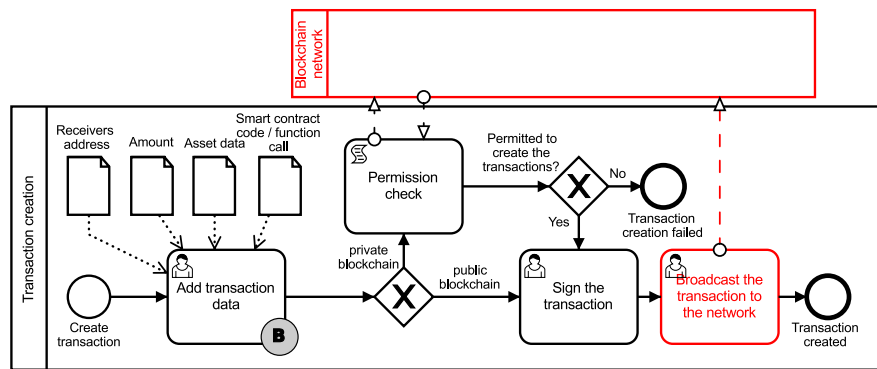 Blockchain
network
Transaction creation
Receivers
address
Amount
Asset data
Smart contract
code / function
call
Permission
check
Permitted to
create the
transactions?
X
No
Transaction
creation failed
Yes
private
blockchain
Create
transaction
Add transaction
data
B
X
public
blockchain
Sign the
transaction
Broadcast the
transaction to
the network
Transaction
created